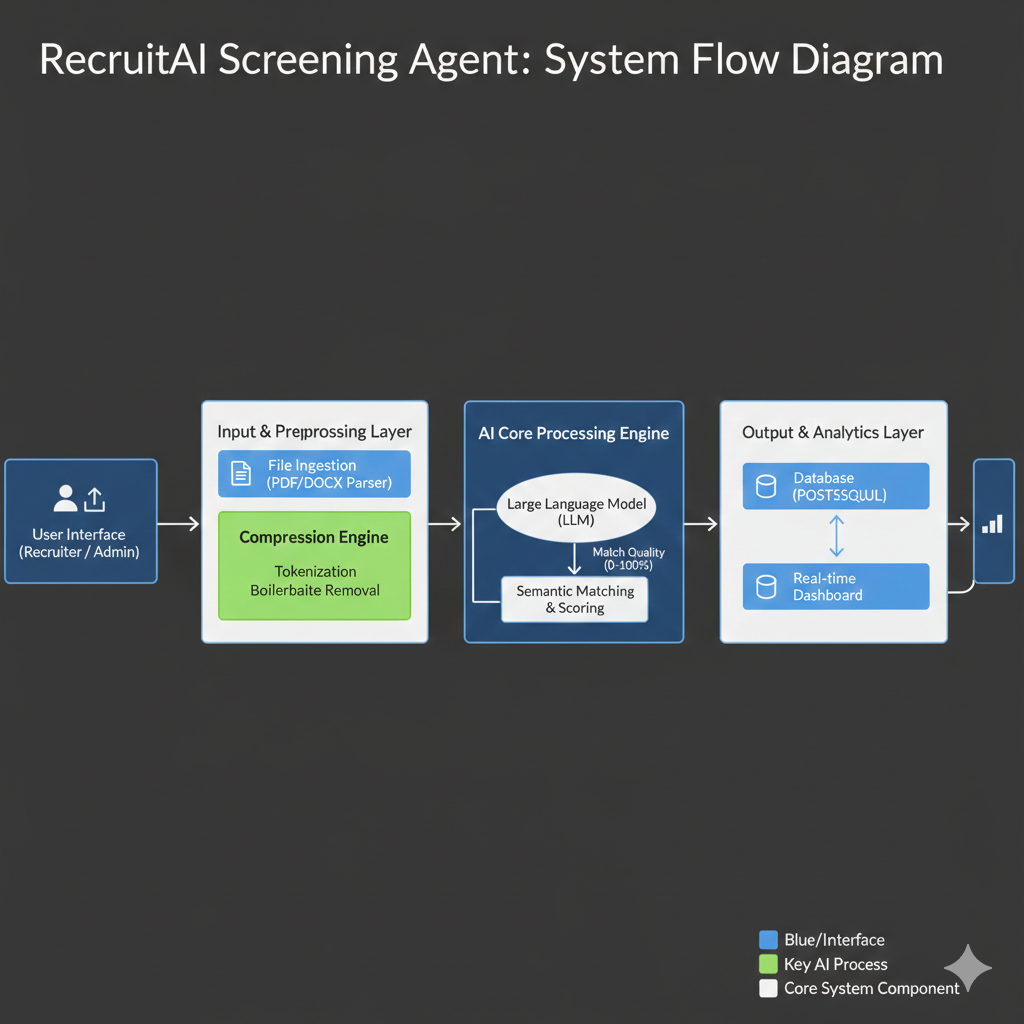 RecruitAI Screening Agent: System Flow Diagram
User Interface
(Recruiter / Admin)
Input & Prepprossing Layer
File Ingestion
(PDF/DOCX Parser)
Compression Engine
Tokenization
Boilerbaite Removal
AI Core Processing Engine
Large Language Model
(LLM)
Match Quality
(0-100%)
Semantic Matching
& Scoring
Output & Analytics Layer
Database
(POST5SQLUL)
Real-time
Dashboard
Blue/Interface
Key AI Process
Core System Component